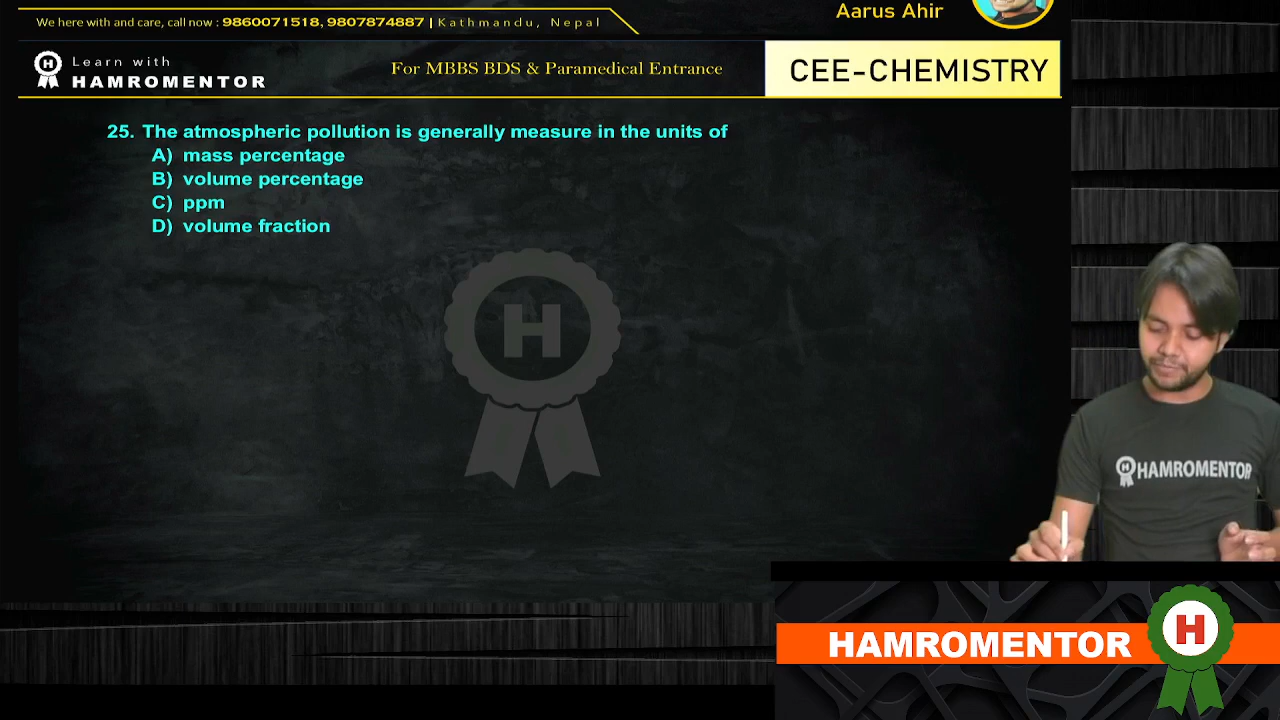 Aarus Ahir
We here with and care, call now : 9860071518, 9807874887 | Kathmandu, Nepal
Learn with
HAMROMENTOR
For MBBS BDS & Paramedical Entrance
CEE-CHEMISTRY
25. The atmospheric pollution is generally measure in the units of
A) mass percentage
B) volume percentage
C) ppm
D) volume fraction
H
HAMROMENTOR
HAMROMENTOR
H